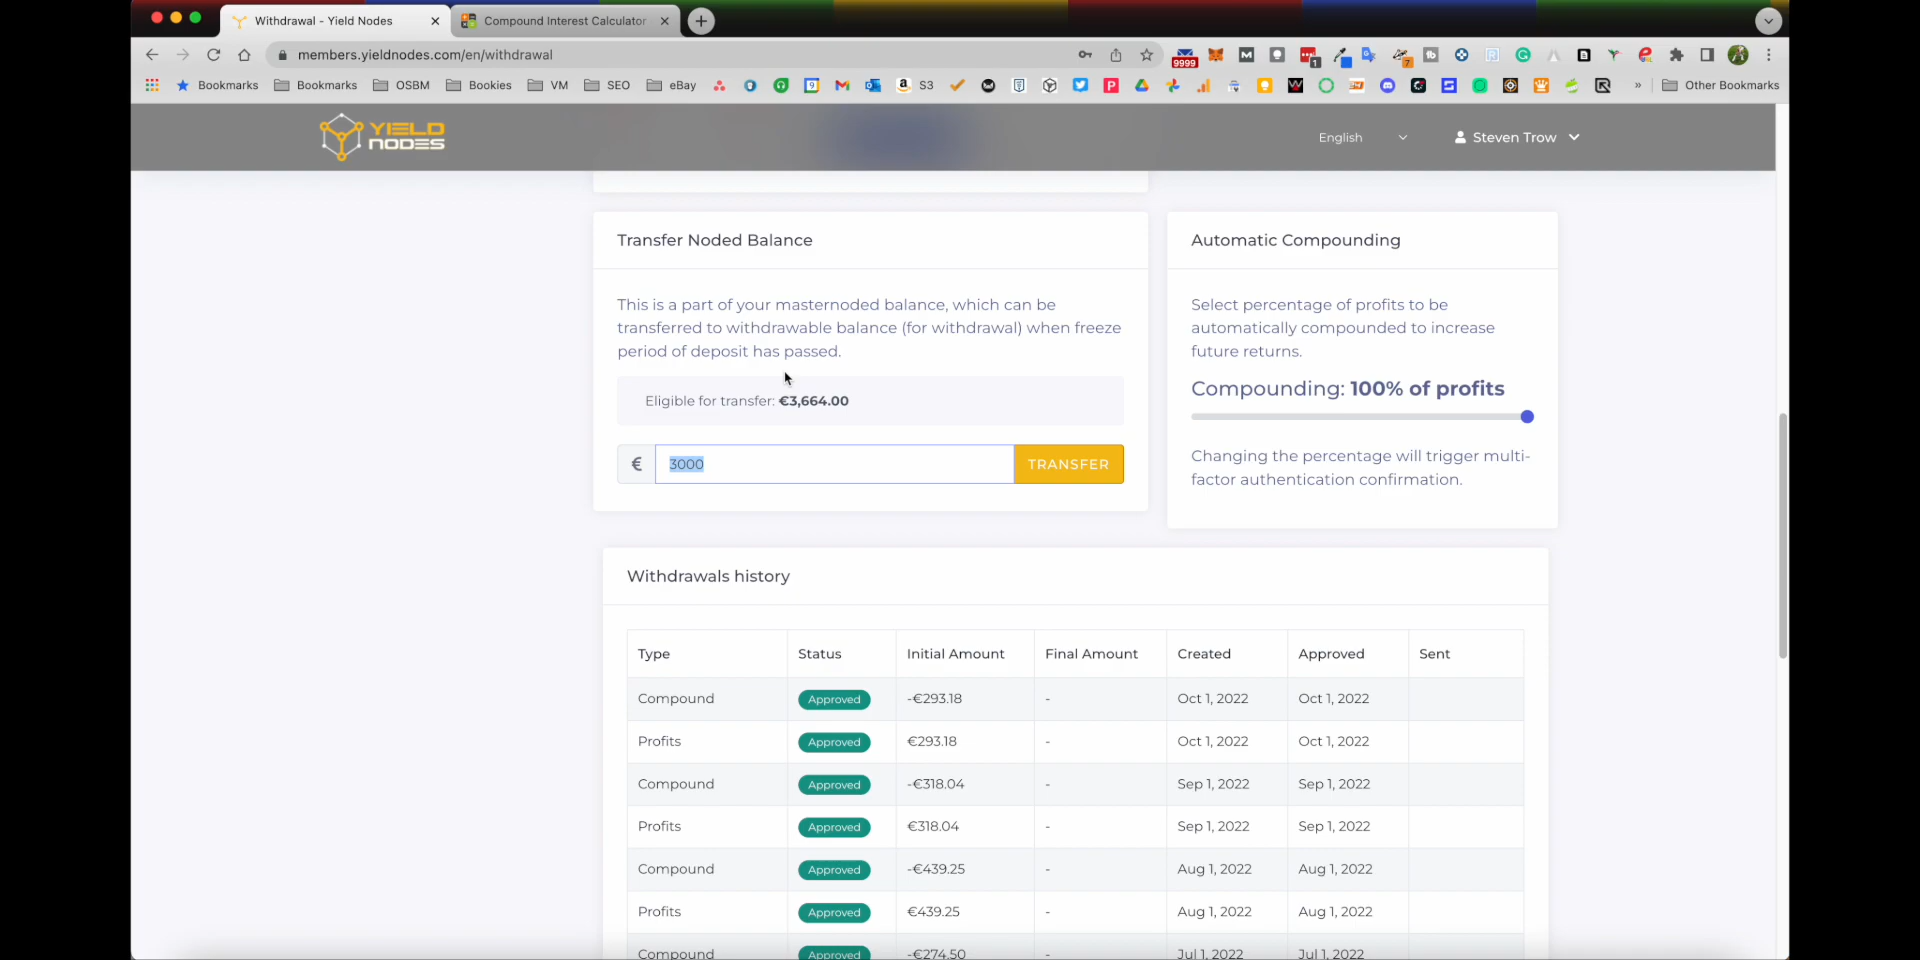 Withdrawal - Yield Nodes
Compound Interest Calculator
members.yieldnodes.com/en/withdrawal
9999
Bookmarks
Bookmarks
OSBM
Bookies
VM
SEO
eBay
S3
Other Bookmarks
YIELD
NODES
English
Steven Trow
Transfer Noded Balance
This is a part of your masternoded balance, which can be
transferred to withdrawable balance (for withdrawal) when freeze
period of deposit has passed.
Eligible for transfer: €3,664.00
€ 3000 TRANSFER
Automatic Compounding
Select percentage of profits to be
automatically compounded to increase
future returns.
Compounding: 100% of profits
Changing the percentage will trigger multi-
factor authentication confirmation.
Withdrawals history
Type Status Initial Amount Final Amount Created Approved Sent
Compound Approved -€293.18 - Oct 1, 2022 Oct 1, 2022
Profits Approved €293.18 - Oct 1, 2022 Oct 1, 2022
Compound Approved -€318.04 - Sep 1, 2022 Sep 1, 2022
Profits Approved €318.04 - Sep 1, 2022 Sep 1, 2022
Compound Approved -€439.25 - Aug 1, 2022 Aug 1, 2022
Profits Approved €439.25 - Aug 1, 2022 Aug 1, 2022
Compound Approved -€274.50 - Jul 1, 2022 Jul 1, 2022